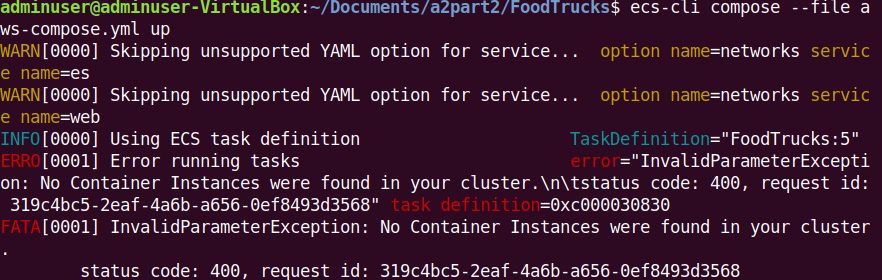 adminuser@adminuser-VirtualBox:~/Documents/a2part2/FoodTrucks$ ecs-cli compose --file a
ws-compose.yml up
WARN[0000] Skipping unsupported YAML option for service...  option name=networks servic
e name=es
WARN[0000] Skipping unsupported YAML option for service...  option name=networks servic
e name=web
INFO[0000] Using ECS task definition                     TaskDefinition="FoodTrucks:5"
ERRO[0001] Error running tasks                           error="InvalidParameterExcepti
on: No Container Instances were found in your cluster.\n\tstatus code: 400, request id:
 319c4bc5-2eaf-4a6b-a656-0ef8493d3568" task definition=0xc000030830
FATA[0001] InvalidParameterException: No Container Instances were found in your cluster
.
        status code: 400, request id: 319c4bc5-2eaf-4a6b-a656-0ef8493d3568